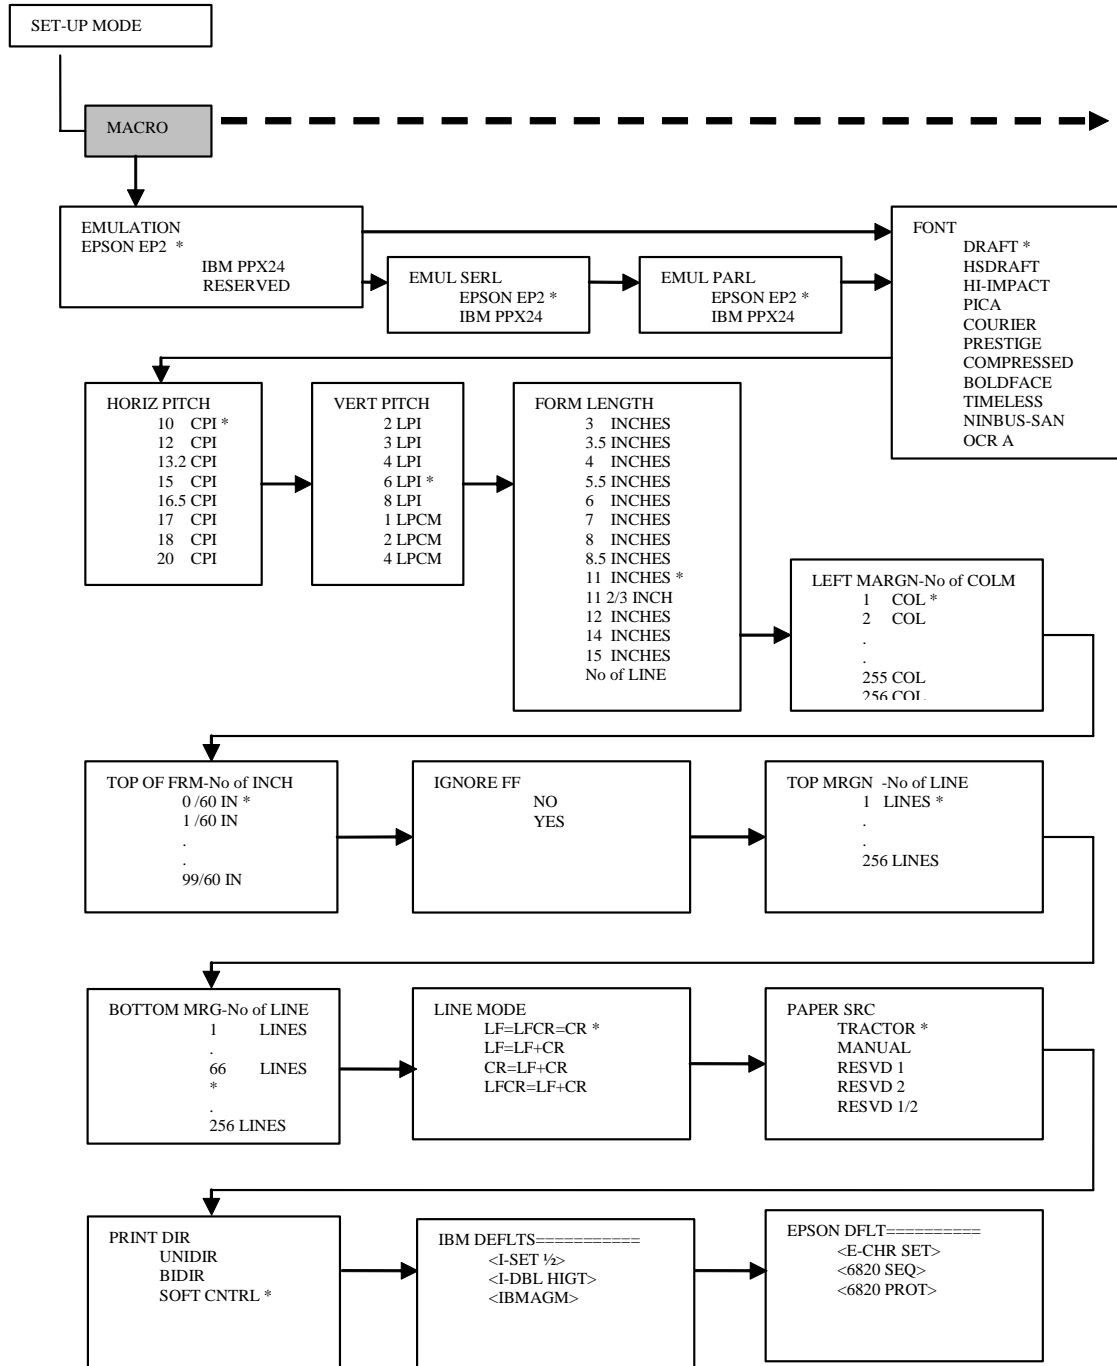 SET-UP MODE
MACRO
EMULATION
EPSON EP2 *
IBM PPX24
RESERVED
EMUL SERL
EPSON EP2 *
IBM PPX24
EMUL PARL
EPSON EP2 *
IBM PPX24
FONT
DRAFT *
HSDRAFT
HI-IMPACT
PICA
COURIER
PRESTIGE
COMPRESSED
BOLDFACE
TIMELESS
NINBUS-SAN
OCR A
HORIZ PITCH
10 CPI *
12 CPI
13.2 CPI
15 CPI
16.5 CPI
17 CPI
18 CPI
20 CPI
VERT PITCH
2 LPI
3 LPI
4 LPI
6 LPI *
8 LPI
1 LPCM
2 LPCM
4 LPCM
FORM LENGTH
3 INCHES
3.5 INCHES
4 INCHES
5.5 INCHES
6 INCHES
7 INCHES
8 INCHES
8.5 INCHES
11 INCHES *
11 2/3 INCH
12 INCHES
14 INCHES
15 INCHES
No of LINE
LEFT MARGN-No of COLM
1 COL *
2 COL
.
.
255 COL
256 COL
TOP OF FRM-No of INCH
0 /60 IN *
1 /60 IN
.
.
99/60 IN
IGNORE FF
NO
YES
TOP MRGN -No of LINE
1 LINES *
.
.
256 LINES
BOTTOM MRG-No of LINE
1 LINES
.
66 LINES
*
.
256 LINES
LINE MODE
LF=LFCR=CR *
LF=LF+CR
CR=LF+CR
LFCR=LF+CR
PAPER SRC
TRACTOR *
MANUAL
RESVD 1
RESVD 2
RESVD 1/2
PRINT DIR
UNIDIR
BIDIR
SOFT CNTRL *
IBM DEFLTS===========
<I-SET ½>
<I-DBL HIGT>
<IBMAGM>
EPSON DFLT==========
<E-CHR SET>
<6820 SEQ>
<6820 PROT>